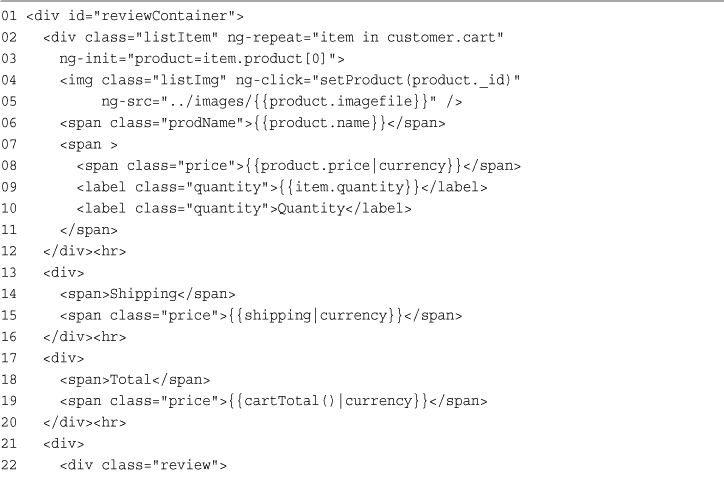 01 <div id="reviewContainer">
02   <div class="listItem" ng-repeat="item in customer.cart"
03     ng-init="product=item.product[0]">
04     <img class="listImg" ng-click="setProduct(product._id)"
05          ng-src="../images/{{product.imagefile}}" />
06     <span class="prodName">{{product.name}}</span>
07     <span >
08       <span class="price">{{product.price|currency}}</span>
09       <label class="quantity">{{item.quantity}}</label>
10       <label class="quantity">Quantity</label>
11     </span>
12   </div><hr>
13   <div>
14     <span>Shipping</span>
15     <span class="price">{{shipping|currency}}</span>
16   </div><hr>
17   <div>
18     <span>Total</span>
19     <span class="price">{{cartTotal()|currency}}</span>
20   </div><hr>
21   <div>
22     <div class="review">